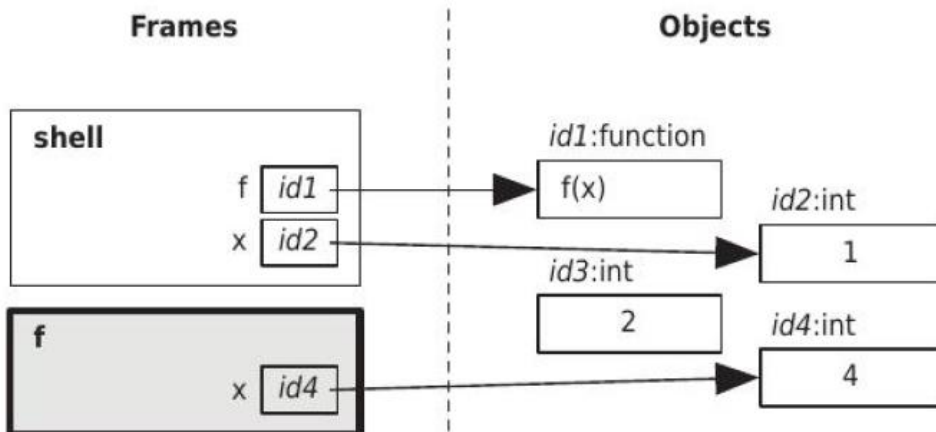 Frames
Objects
shell
id1:function
f id1
f(x)
id2:int
x id2
1
id3:int
2
id4:int
f
x id4
4